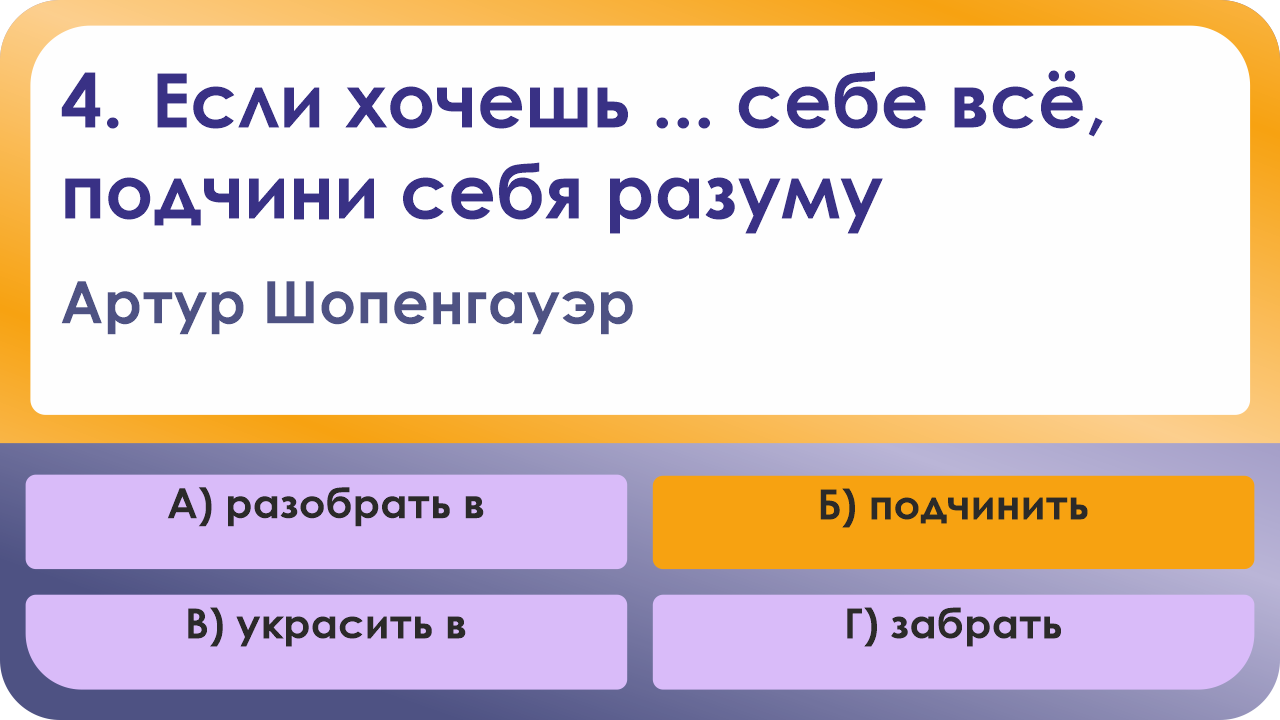 4. Если хочешь ... себе всё,
подчини себя разуму
Артур Шопенгауэр
А) разобрать в
Б) подчинить
В) украсить в
Г) забрать